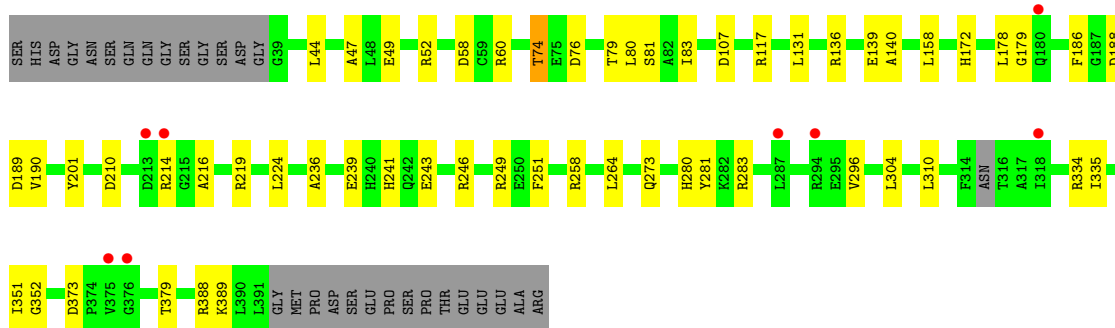 SER HIS ASP GLY ASN SER GLN GLN GLY SER GLY SER ASP GLY G39 L44 A47 L48 E49 R52 D58 C59 R60 T74 E75 D76 T79 L80 S81 A82 I83 D107 R117 L131 R136 E139 A140 L158 H172 L178 G179 Q180 F186 G187 D188
D189 V190 Y201 D210 D213 R214 G215 A216 R219 L224 A236 E239 H240 H241 Q242 E243 R246 R249 E250 F251 R258 L264 Q273 H280 Y281 K282 R283 L287 R294 E295 V296 L304 L310 F314 ASN T316 A317 I318 R334 I335
I351 G352 D373 P374 V375 G376 T379 R388 K389 L390 L391 GLY MET PRO ASP SER GLU PRO SER PRO THR GLU GLU GLU ALA ARG